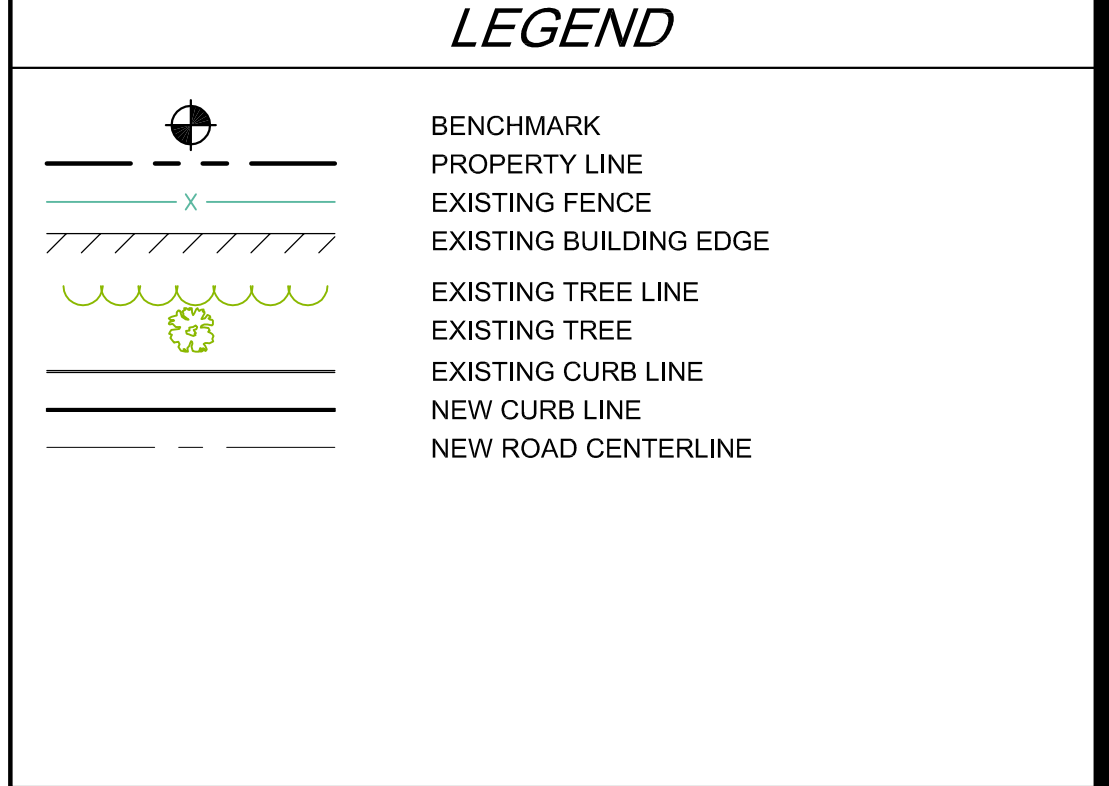 LEGEND
BENCHMARK
PROPERTY LINE
X EXISTING FENCE
EXISTING BUILDING EDGE
EXISTING TREE LINE
EXISTING TREE
EXISTING CURB LINE
NEW CURB LINE
NEW ROAD CENTERLINE